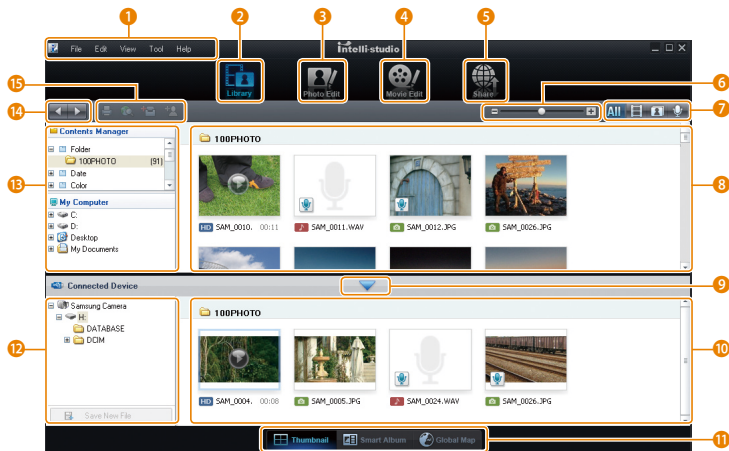 1 2 3 4 5
File Edit View Tool Help
intelli-studio
Library Photo Edit Movie Edit Share
15
6
14
All
7
Contents Manager
Folder
100PHOTO (91)
Date
Color
13
My Computer
C:
D:
Desktop
My Documents
100PHOTO
HD SAM_0010. 00:11 SAM_0011.WAV SAM_0012.JPG SAM_0026.JPG
8
Connected Device
9
Samsung Camera
H:
DATABASE
DCIM
12
Save New File
100PHOTO
HD SAM_0004. 00:08 SAM_0005.JPG SAM_0024.WAV SAM_0026.JPG
10
Thumbnail Smart Album Global Map
11